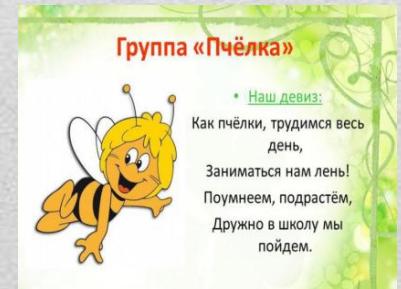 Группа «Пчёлка»
• Наш девиз:
Как пчёлки, трудимся весь
день,
Заниматься нам лень!
Поумнеем, подрастём,
Дружно в школу мы
пойдем.